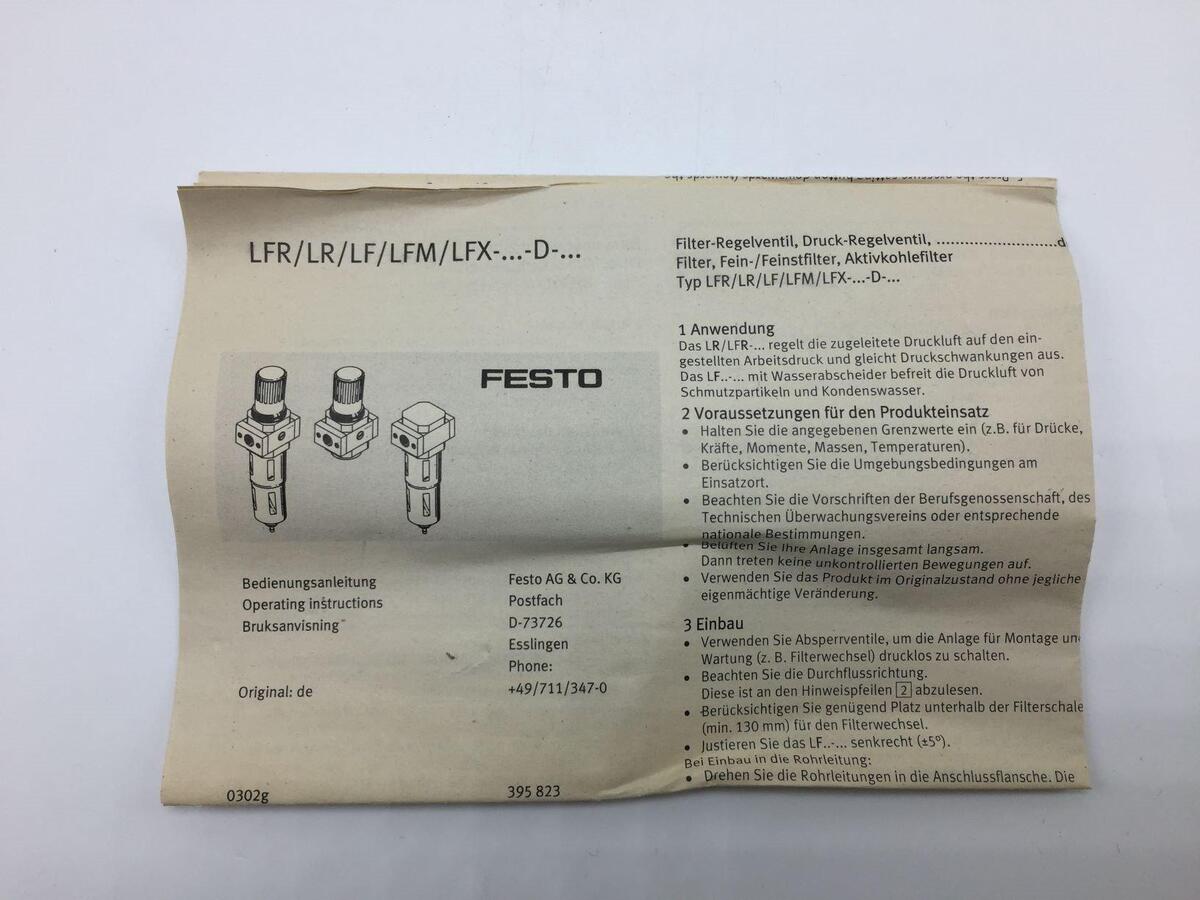 LFR/LR/LF/LFM/LFX-...-D-...
FESTO
Bedienungsanleitung
Operating instructions
Bruksanvisning
Original: de
Festo AG & Co. KG
Postfach
D-73726
Esslingen
Phone:
+49/711/347-0
0302g
395 823
Filter-Regelventil, Druck-Regelventil, ............................d
Filter, Fein-/Feinstfilter, Aktivkohlefilter
Typ LFR/LR/LF/LFM/LFX-...-D-...
1 Anwendung
Das LR/LFR-... regelt die zugeleitete Druckluft auf den ein-
gestellten Arbeitsdruck und gleicht Druckschwankungen aus.
Das LF..-... mit Wasserabscheider befreit die Druckluft von
Schmutzpartikeln und Kondenswasser.
2 Voraussetzungen für den Produkteinsatz
• Halten Sie die angegebenen Grenzwerte ein (z.B. für Drücke,
Kräfte, Momente, Massen, Temperaturen).
• Berücksichtigen Sie die Umgebungsbedingungen am
Einsatzort.
• Beachten Sie die Vorschriften der Berufsgenossenschaft, des
Technischen Überwachungsvereins oder entsprechende
nationale Bestimmungen.
• Belüften Sie Ihre Anlage insgesamt langsam.
Dann treten keine unkontrollierten Bewegungen auf.
• Verwenden Sie das Produkt im Originalzustand ohne jegliche
eigenmächtige Veränderung.
3 Einbau
• Verwenden Sie Absperrventile, um die Anlage für Montage un
Wartung (z. B. Filterwechsel) drucklos zu schalten.
• Beachten Sie die Durchflussrichtung.
Diese ist an den Hinweispfeilen 2 abzulesen.
• Berücksichtigen Sie genügend Platz unterhalb der Filterschale
(min. 130 mm) für den Filterwechsel.
• Justieren Sie das LF..-... senkrecht (±5°).
Bei Einbau in die Rohrleitung:
• Drehen Sie die Rohrleitungen in die Anschlussflansche. Die